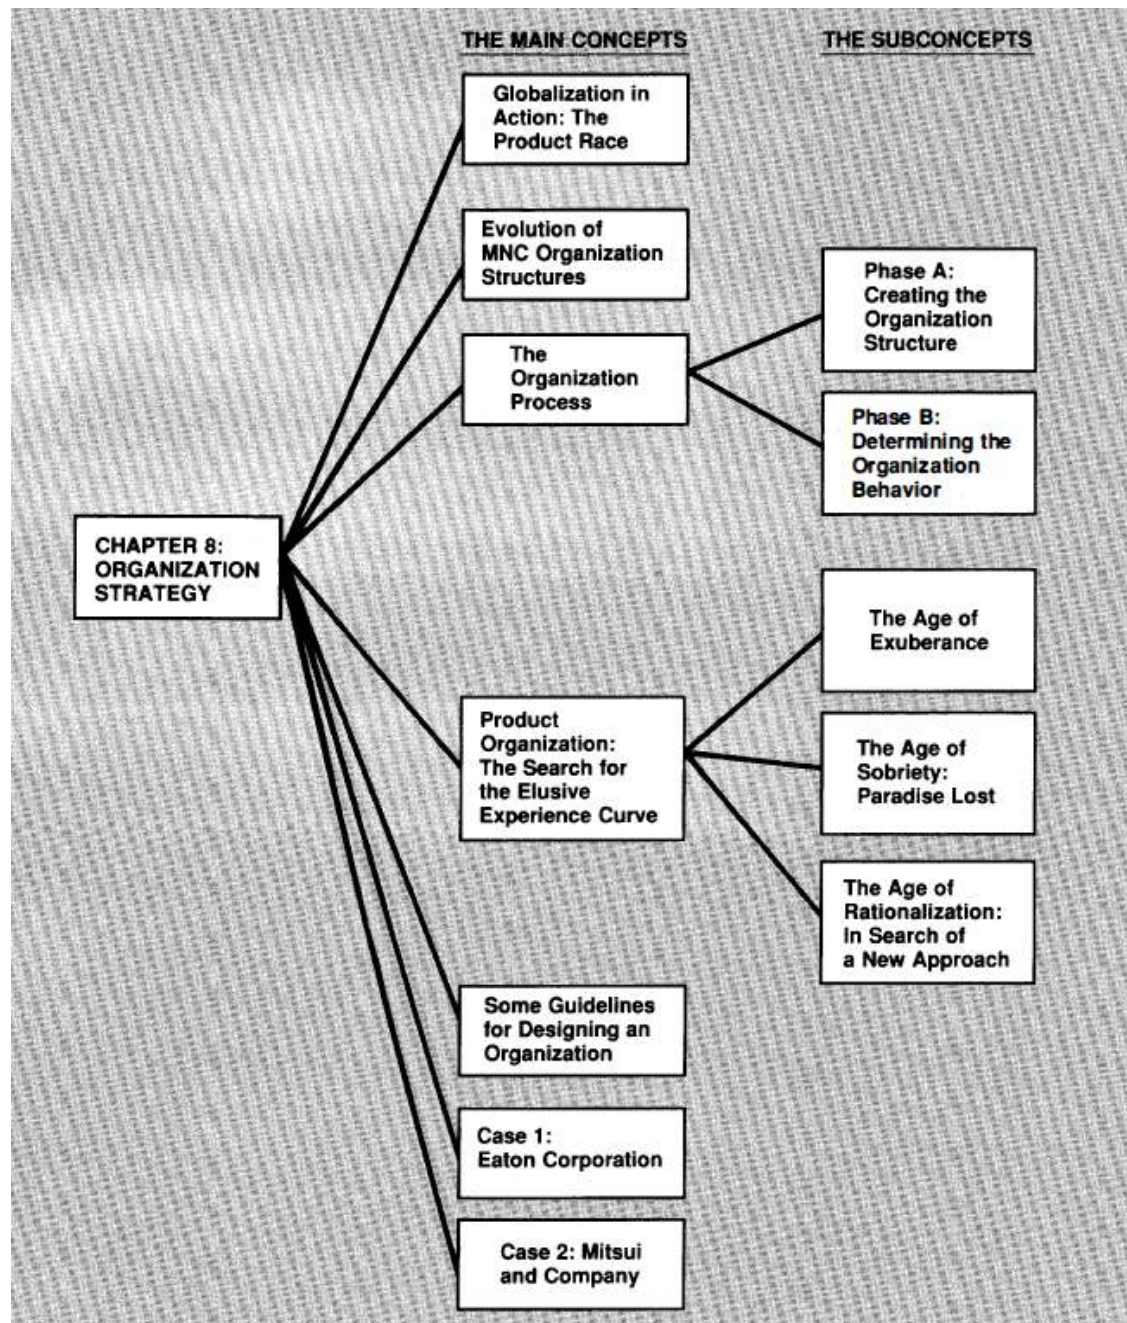 THE MAIN CONCEPTS
THE SUBCONCEPTS
Globalization in
Action: The
Product Race
Evolution of
MNC Organization
Structures
The
Organization
Process
Phase A:
Creating the
Organization
Structure
Phase B:
Determining the
Organization
Behavior
CHAPTER 8:
ORGANIZATION
STRATEGY
Product
Organization:
The Search for
the Elusive
Experience Curve
The Age of
Exuberance
The Age of
Sobriety:
Paradise Lost
The Age of
Rationalization:
In Search of
a New Approach
Some Guidelines
for Designing an
Organization
Case 1:
Eaton Corporation
Case 2: Mitsui
and Company